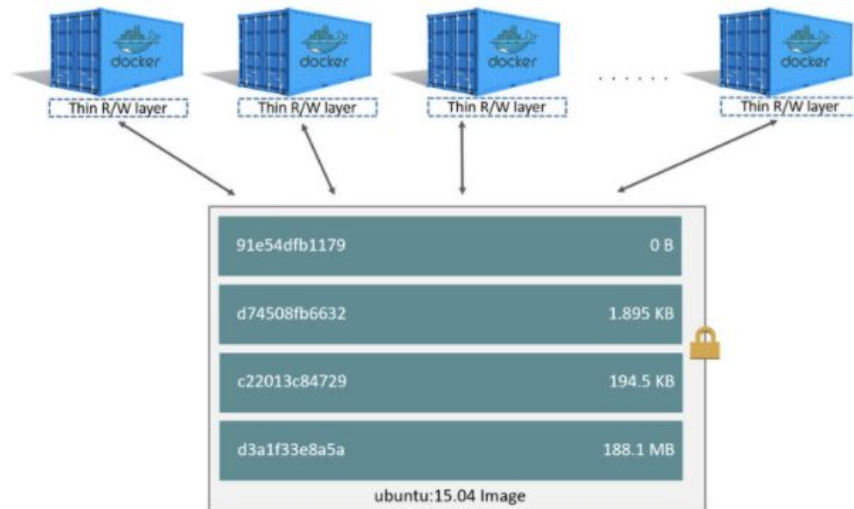 docker docker docker docker
Thin R/W layer Thin R/W layer Thin R/W layer . . . . . . Thin R/W layer
91e54dfb1179 0 B
d74508fb6632 1.895 KB
c22013c84729 194.5 KB
d3a1f33e8a5a 188.1 MB
ubuntu:15.04 Image